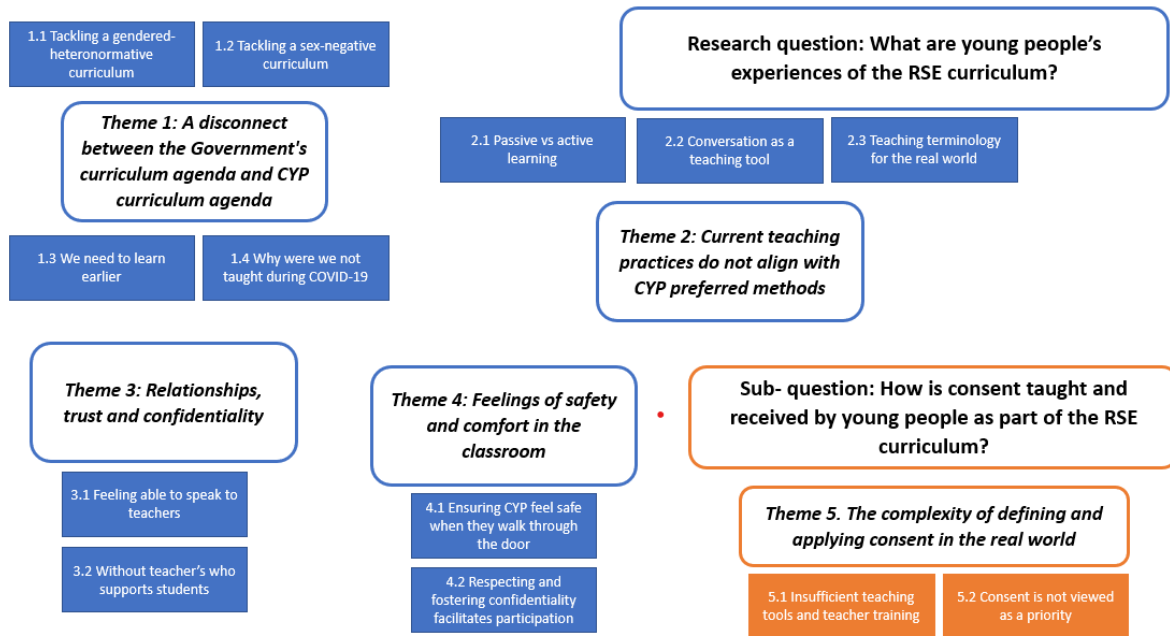 1.1 Tackling a gendered-
heteronormative
curriculum
1.2 Tackling a sex-negative
curriculum
Research question: What are young people’s
experiences of the RSE curriculum?
Theme 1: A disconnect
between the Government's
curriculum agenda and CYP
curriculum agenda
2.1 Passive vs active
learning
2.2 Conversation as a
teaching tool
2.3 Teaching terminology
for the real world
1.3 We need to learn
earlier
1.4 Why were we not
taught during COVID-19
Theme 2: Current teaching
practices do not align with
CYP preferred methods
Theme 3: Relationships,
trust and confidentiality
3.1 Feeling able to speak to
teachers
3.2 Without teacher’s who
supports students
Theme 4: Feelings of safety
and comfort in the
classroom
4.1 Ensuring CYP feel safe
when they walk through
the door
4.2 Respecting and
fostering confidentiality
facilitates participation
Sub- question: How is consent taught and
received by young people as part of the RSE
curriculum?
Theme 5. The complexity of defining and
applying consent in the real world
5.1 Insufficient teaching
tools and teacher training
5.2 Consent is not viewed
as a priority